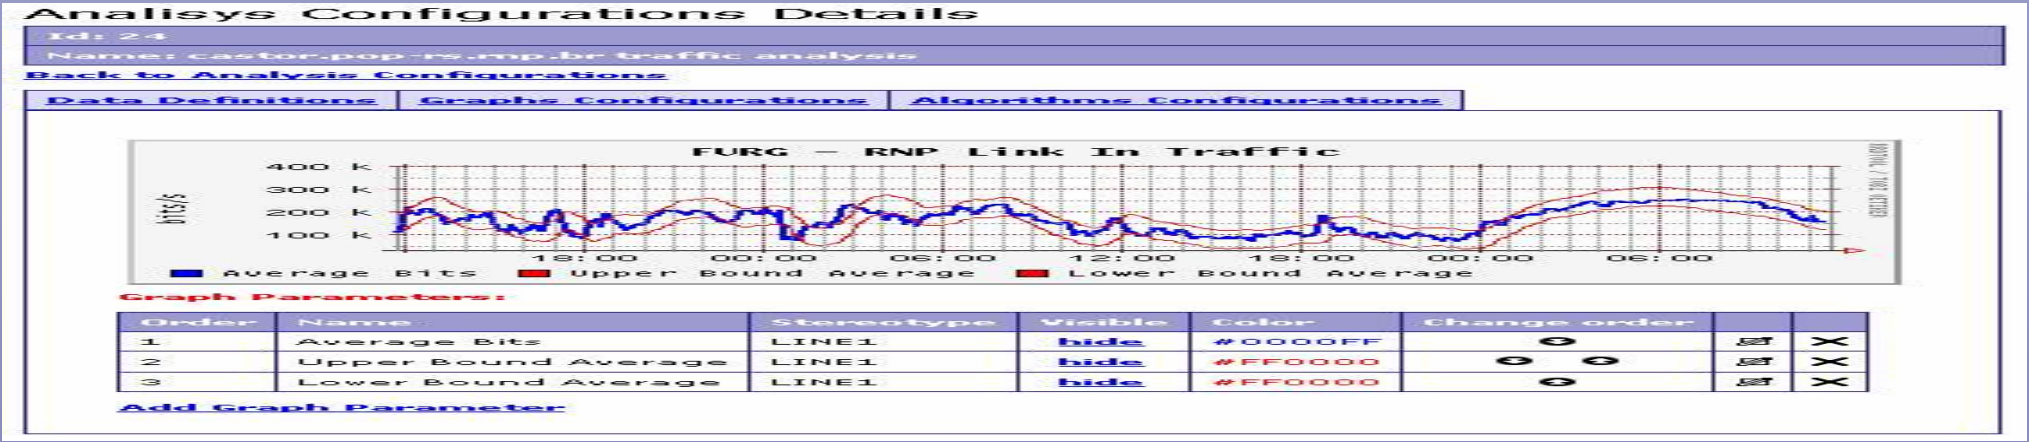 Analisys Configurations Details
Id: 24
Name: castor.pop-rs.rnp.br traffic analysis
Back to Analysis Configurations
Data Definitions Graphs Configurations Algorithms Configurations
FURG - RNP Link In Traffic
bits/s
400 k
300 k
200 k
100 k
18:00 00:00 06:00 12:00 18:00 00:00 06:00
Average Bits Upper Bound Average Lower Bound Average
Graph Parameters:
Order Name Stereotype Visible Color Change order
1 Average Bits LINE1 hide #0000FF
2 Upper Bound Average LINE1 hide #FF0000
3 Lower Bound Average LINE1 hide #FF0000
Add Graph Parameter